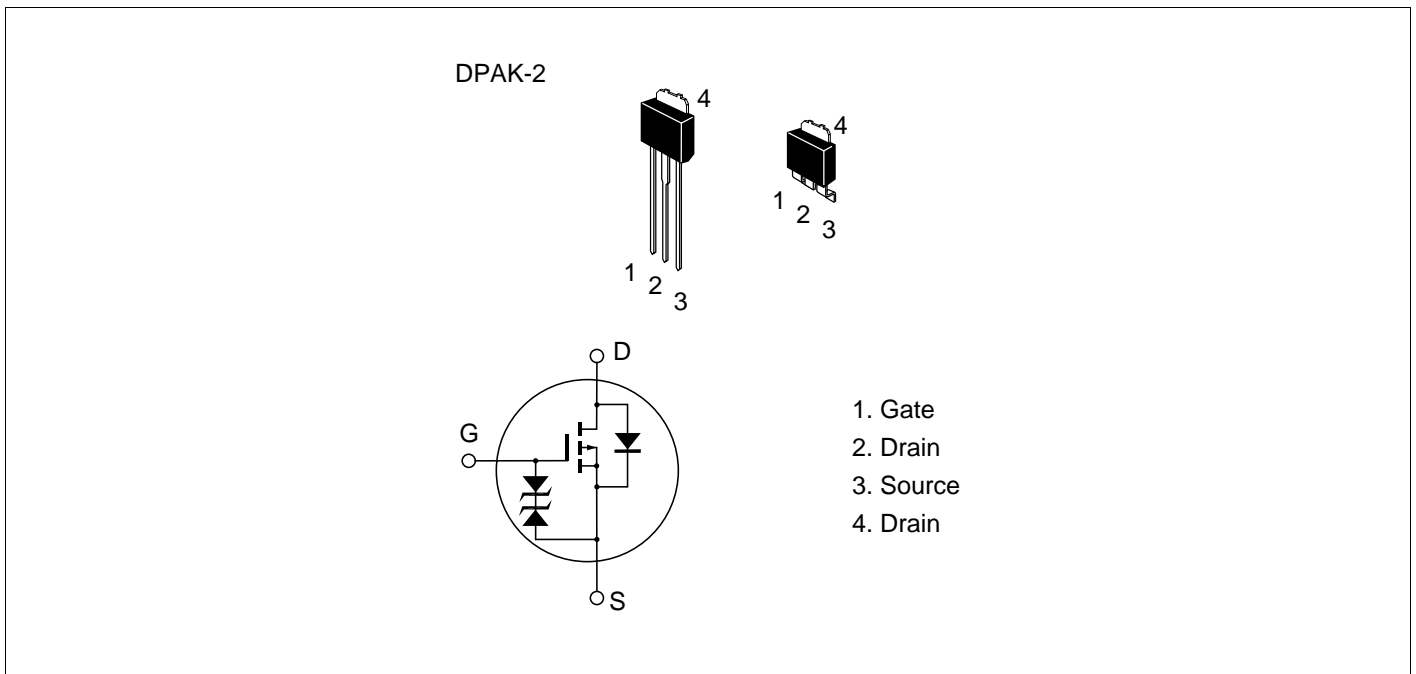 DPAK-2
4
4
1
2
3
1
2
3
D
G
S
1. Gate
2. Drain
3. Source
4. Drain